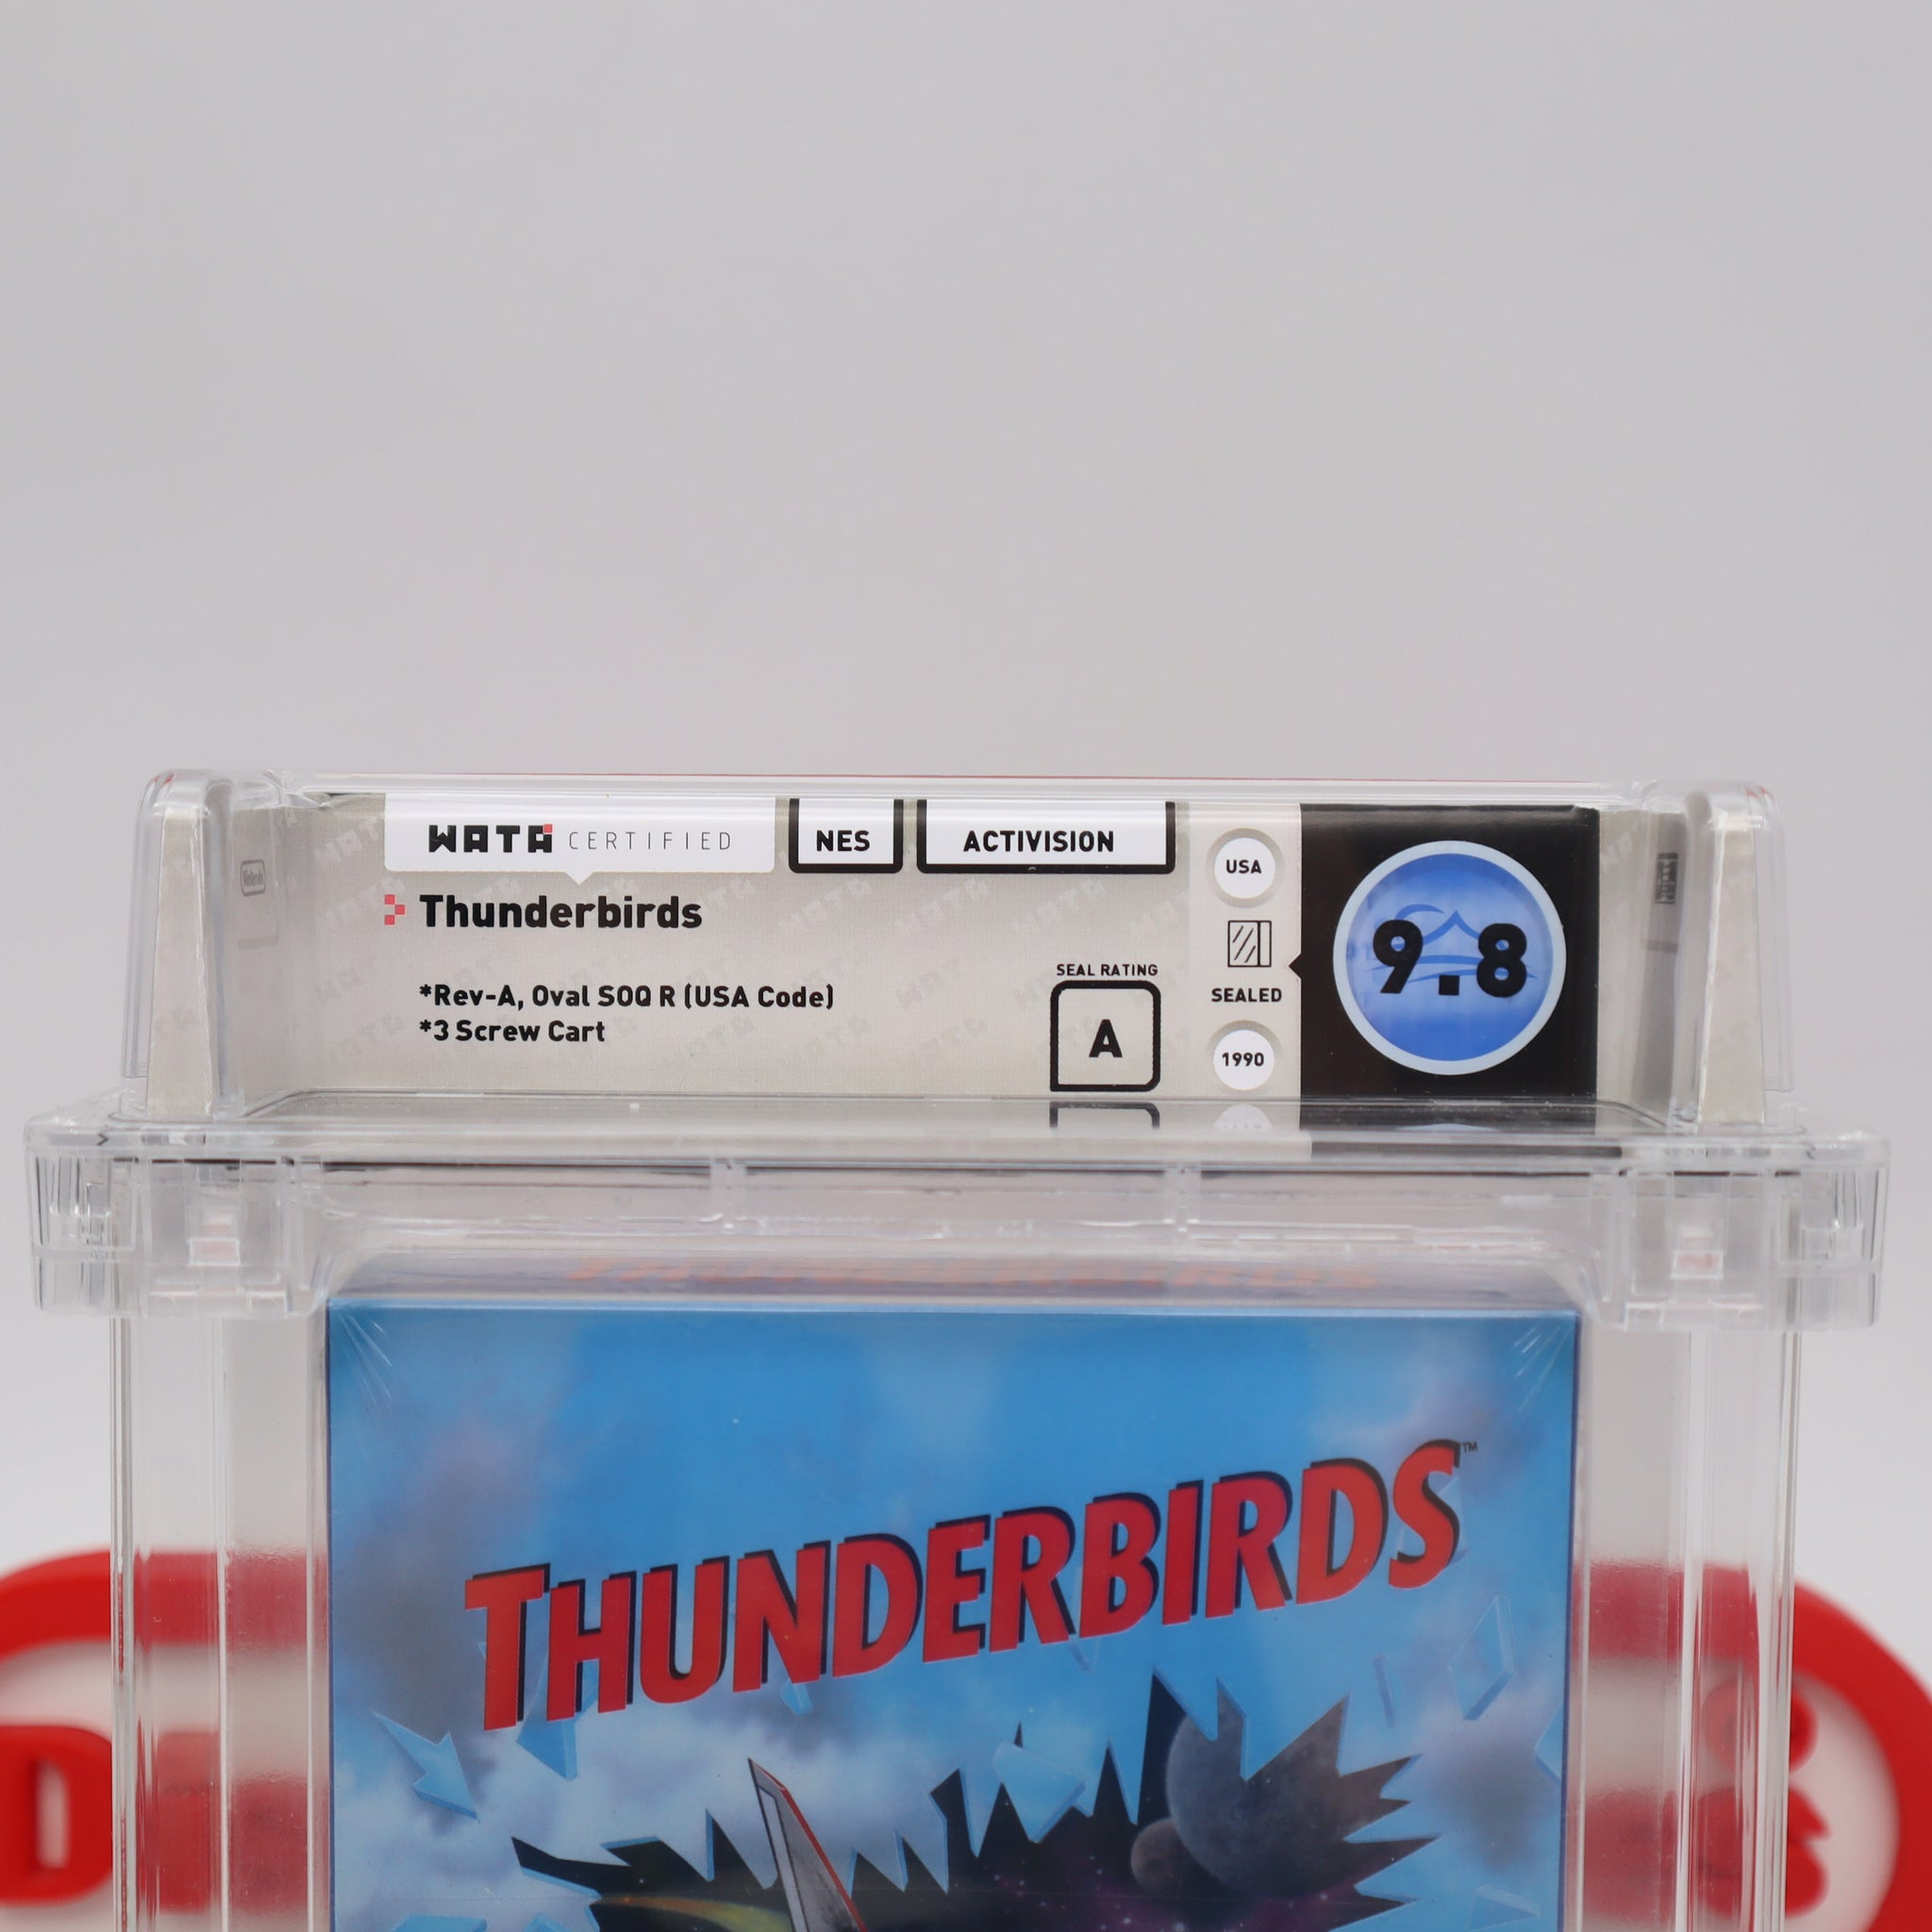 WATA CERTIFIED
NES
ACTIVISION
USA
Thunderbirds
9.8
SEAL RATING
A
SEALED
*Rev-A, Oval SOQ R (USA Code)
*3 Screw Cart
1990
THUNDERBIRDS™
D